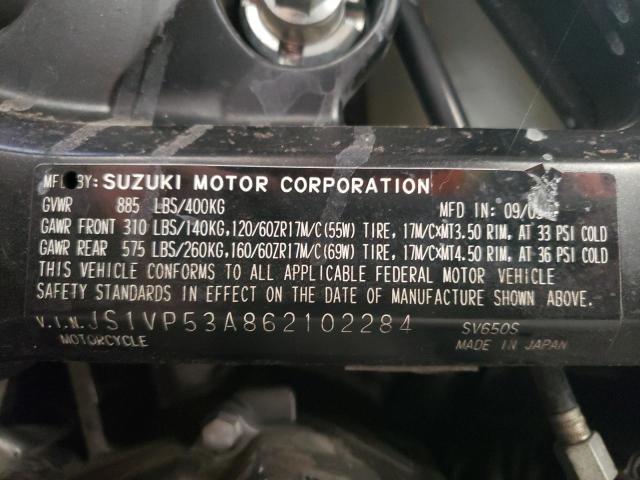 MFD BY: SUZUKI MOTOR CORPORATION
GVWR 885 LBS/400KG MFD IN: 09/05
GAWR FRONT 310 LBS/140KG,120/60ZR17M/C(55W) TIRE, 17M/C×MT3.50 RIM, AT 33 PSI COLD
GAWR REAR 575 LBS/260KG,160/60ZR17M/C(69W) TIRE, 17M/C×MT4.50 RIM, AT 36 PSI COLD
THIS VEHICLE CONFORMS TO ALL APPLICABLE FEDERAL MOTOR VEHICLE
SAFETY STANDARDS IN EFFECT ON THE DATE OF MANUFACTURE SHOWN ABOVE.
V.I.N. JS1VP53A862102284 SV650S
MOTORCYCLE MADE IN JAPAN